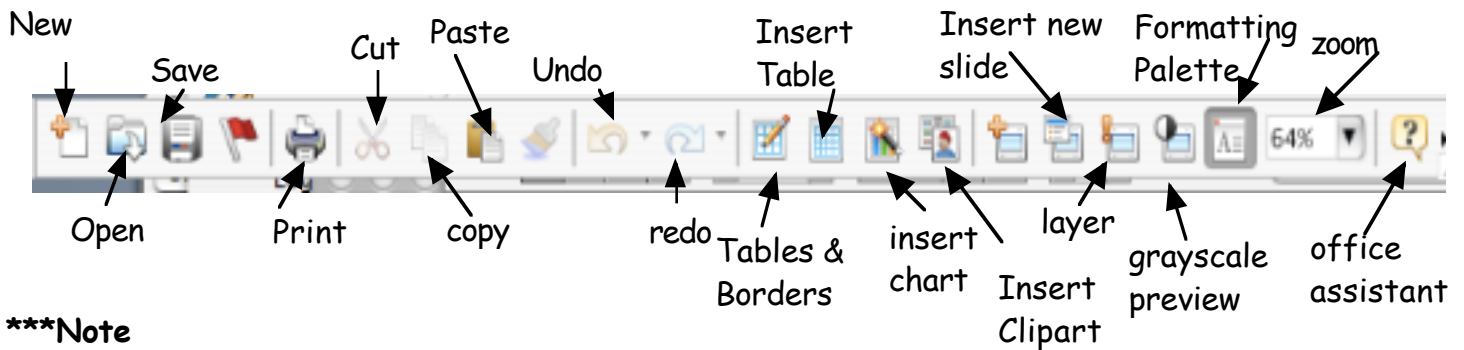 New
Save
Cut
Paste
Undo
Insert
Table
Insert new
slide
Formatting
Palette
zoom
64%
Open
Print
copy
redo
Tables &
Borders
insert
chart
Insert
Clipart
layer
grayscale
preview
office
assistant
***Note